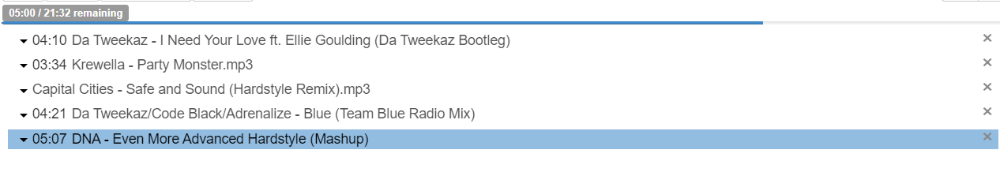 05:00 / 21:32 remaining
04:10 Da Tweekaz - I Need Your Love ft. Ellie Goulding (Da Tweekaz Bootleg)
03:34 Krewella - Party Monster.mp3
Capital Cities - Safe and Sound (Hardstyle Remix).mp3
04:21 Da Tweekaz/Code Black/Adrenalize - Blue (Team Blue Radio Mix)
05:07 DNA - Even More Advanced Hardstyle (Mashup)